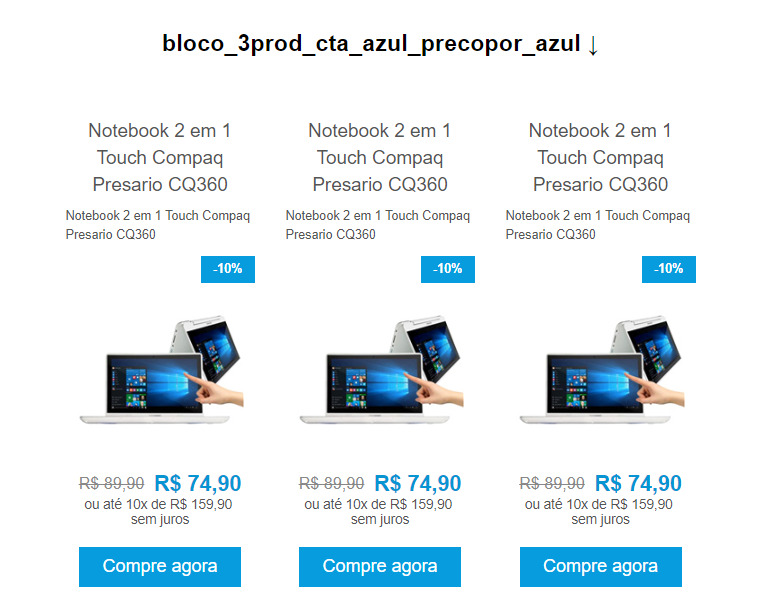 bloco_3prod_cta_azul_precopor_azul ↓
Notebook 2 em 1
Touch Compaq
Presario CQ360
Notebook 2 em 1 Touch Compaq
Presario CQ360
-10%
R$ 89,90 R$ 74,90
ou até 10x de R$ 159,90
sem juros
Compre agora
Notebook 2 em 1
Touch Compaq
Presario CQ360
Notebook 2 em 1 Touch Compaq
Presario CQ360
-10%
R$ 89,90 R$ 74,90
ou até 10x de R$ 159,90
sem juros
Compre agora
Notebook 2 em 1
Touch Compaq
Presario CQ360
Notebook 2 em 1 Touch Compaq
Presario CQ360
-10%
R$ 89,90 R$ 74,90
ou até 10x de R$ 159,90
sem juros
Compre agora